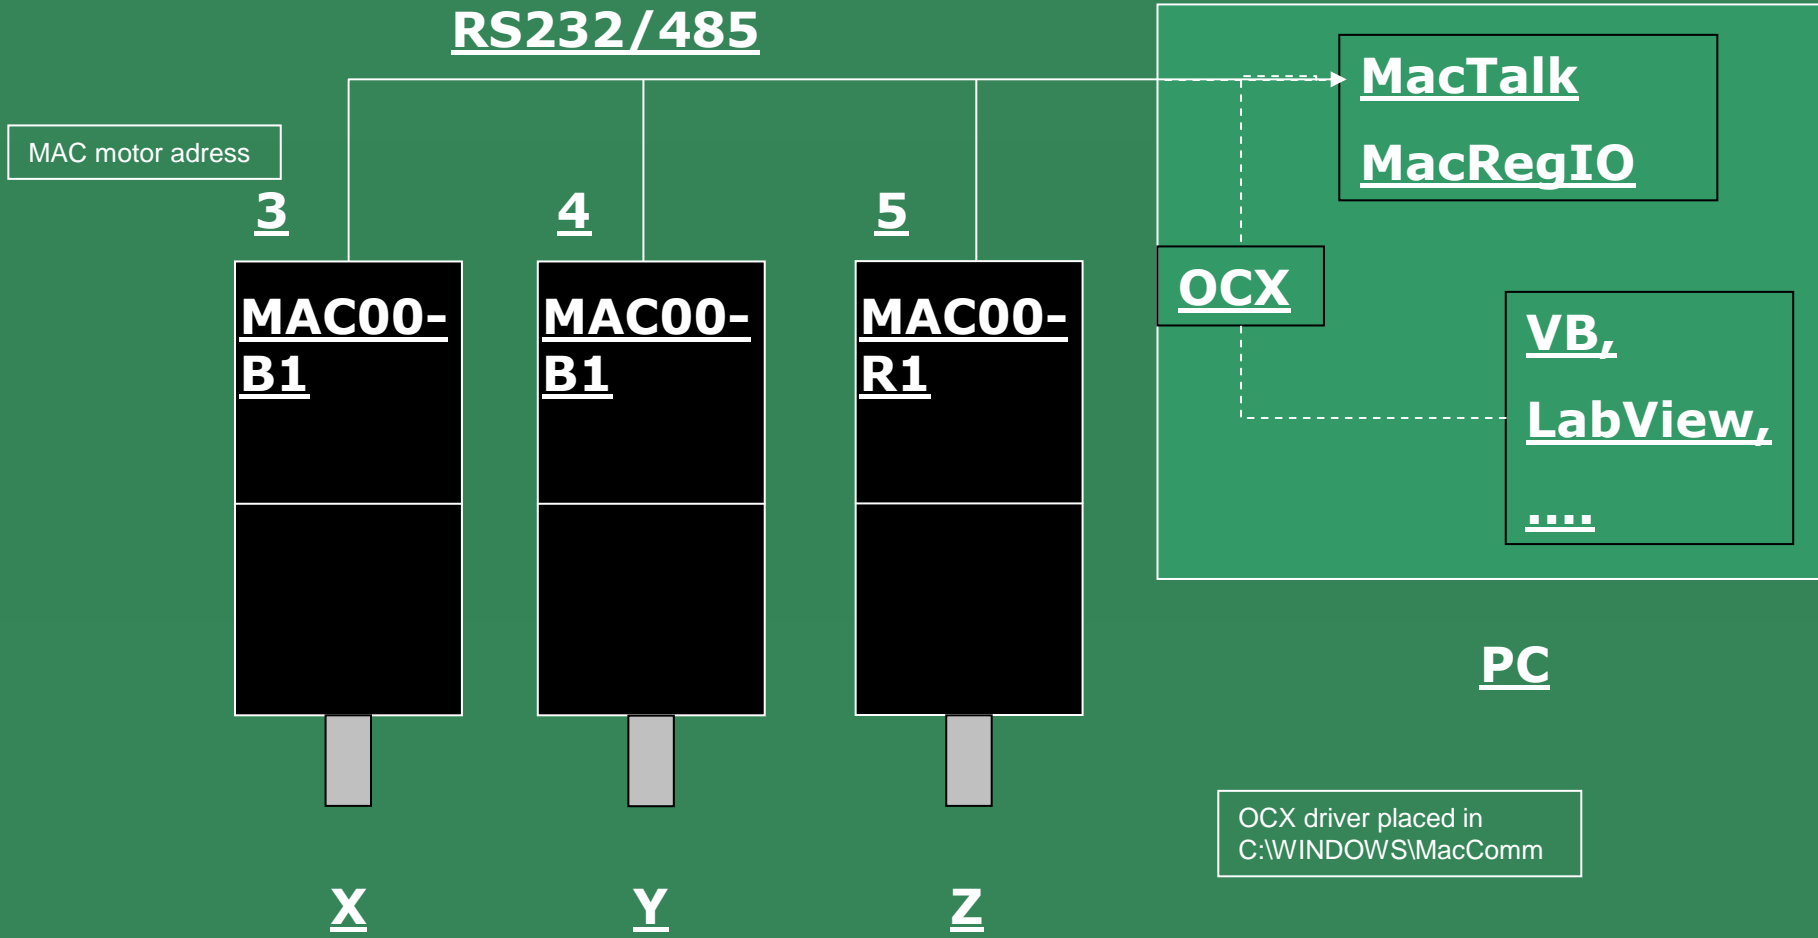 RS232/485
MacTalk
MacRegIO
MAC motor adress
3
4
5
MAC00-
B1
MAC00-
B1
MAC00-
R1
OCX
VB,
LabView,
....
PC
OCX driver placed in
C:\WINDOWS\MacComm
X
Y
Z